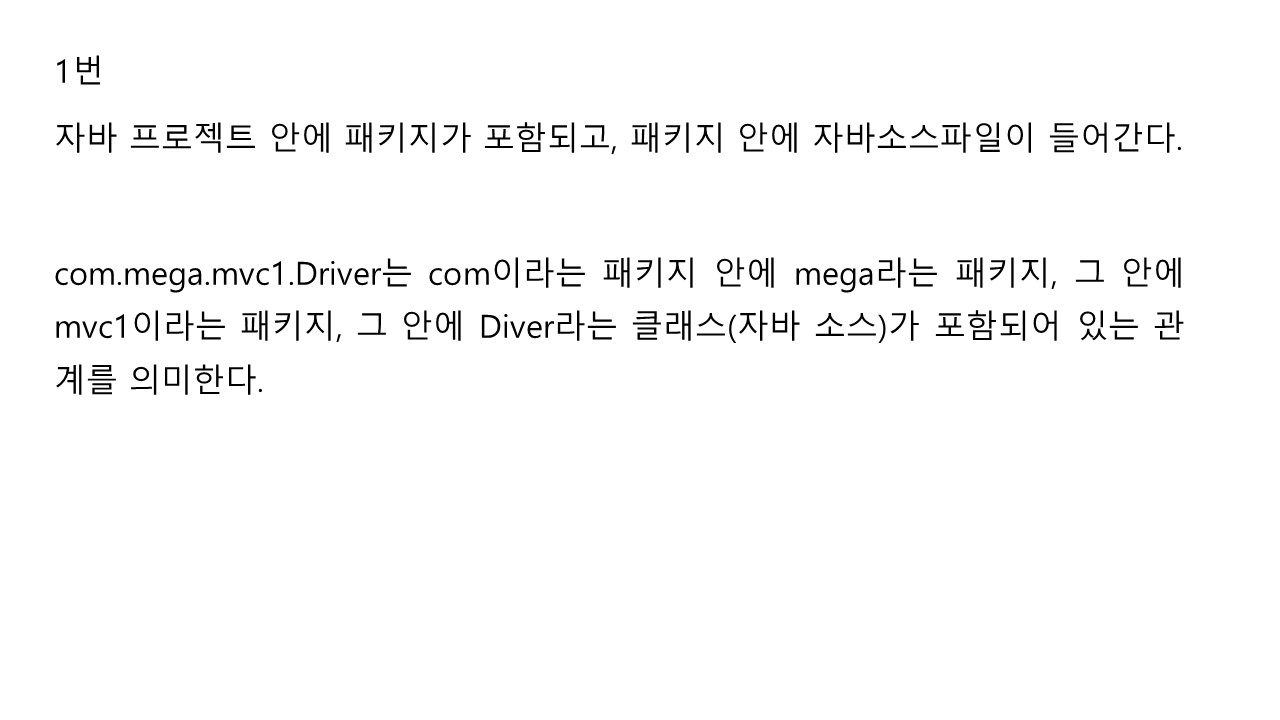 1번
자바 프로젝트 안에 패키지가 포함되고, 패키지 안에 자바소스파일이 들어간다.
com.mega.mvc1.Driver는 com이라는 패키지 안에 mega라는 패키지, 그 안에
mvc1이라는 패키지, 그 안에 Diver라는 클래스(자바 소스)가 포함되어 있는 관
계를 의미한다.